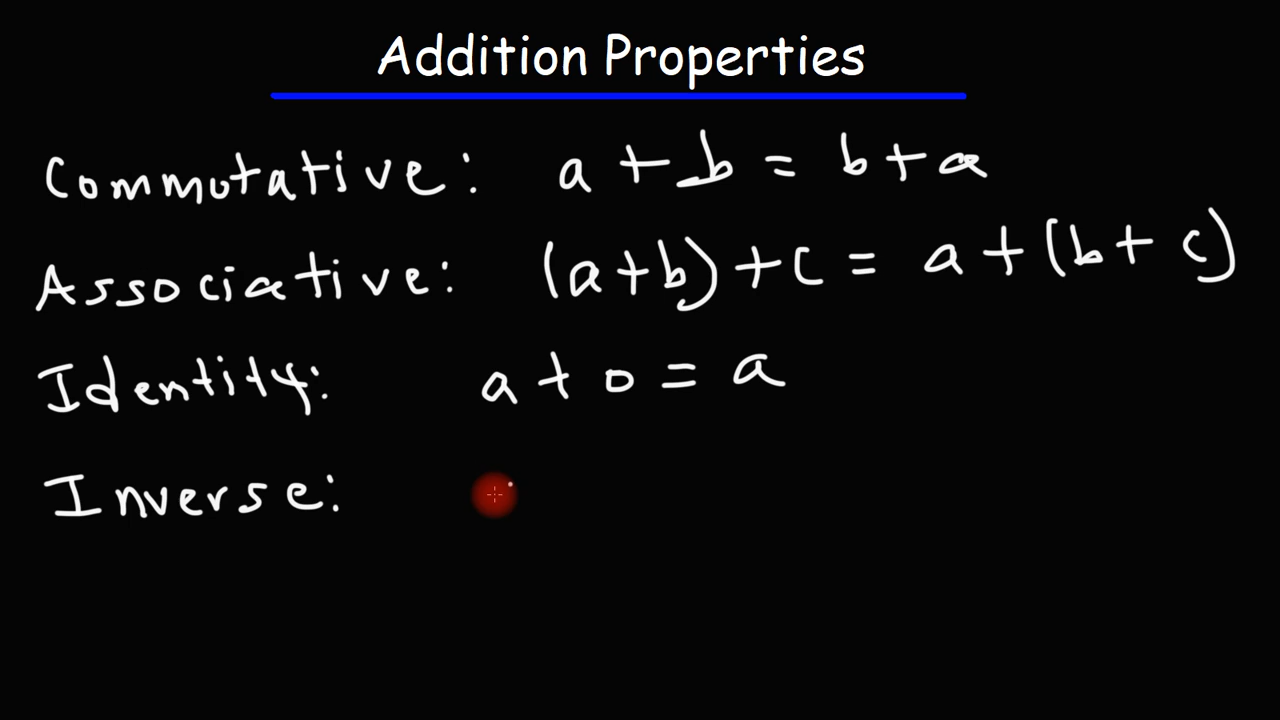 Addition Properties
Commutative: a + b = b + a
Associative: (a + b) + c = a + (b + c)
Identity: a + 0 = a
Inverse: